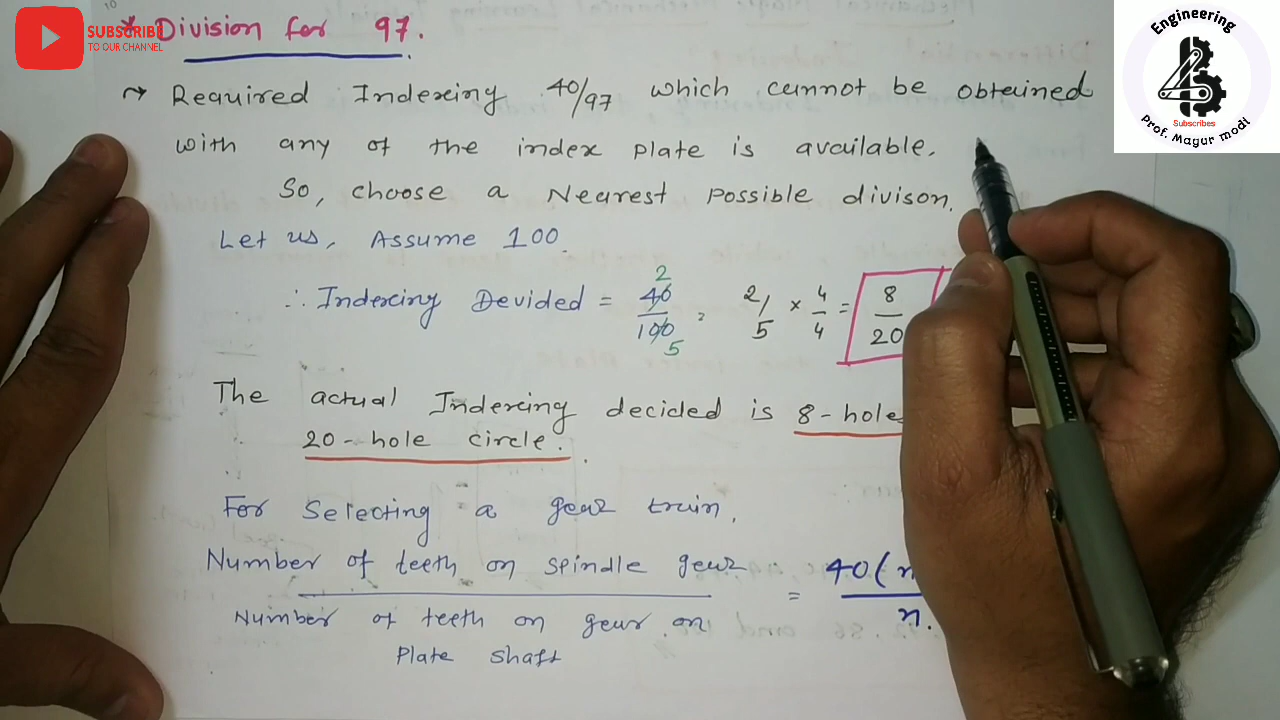 * Division for 97.
SUBSCRIBE
TO OUR CHANNEL
Engineering
Subscribes
Prof. Mayur modi
→ Required Indexing 40/97 which cannot be obtained
with any of the index plate is available.
So, choose a Nearest possible divison.
Let us, Assume 100.
∴ Indexing Devided = 40/100 2 5 , 2/5 × 4/4 = 8/20
The actual Indexing decided is 8-hole
20-hole circle.
For selecting a gear train,
Number of teeth on spindle gear
= 40(n
Number of teeth on gear on
n.
Plate shaft